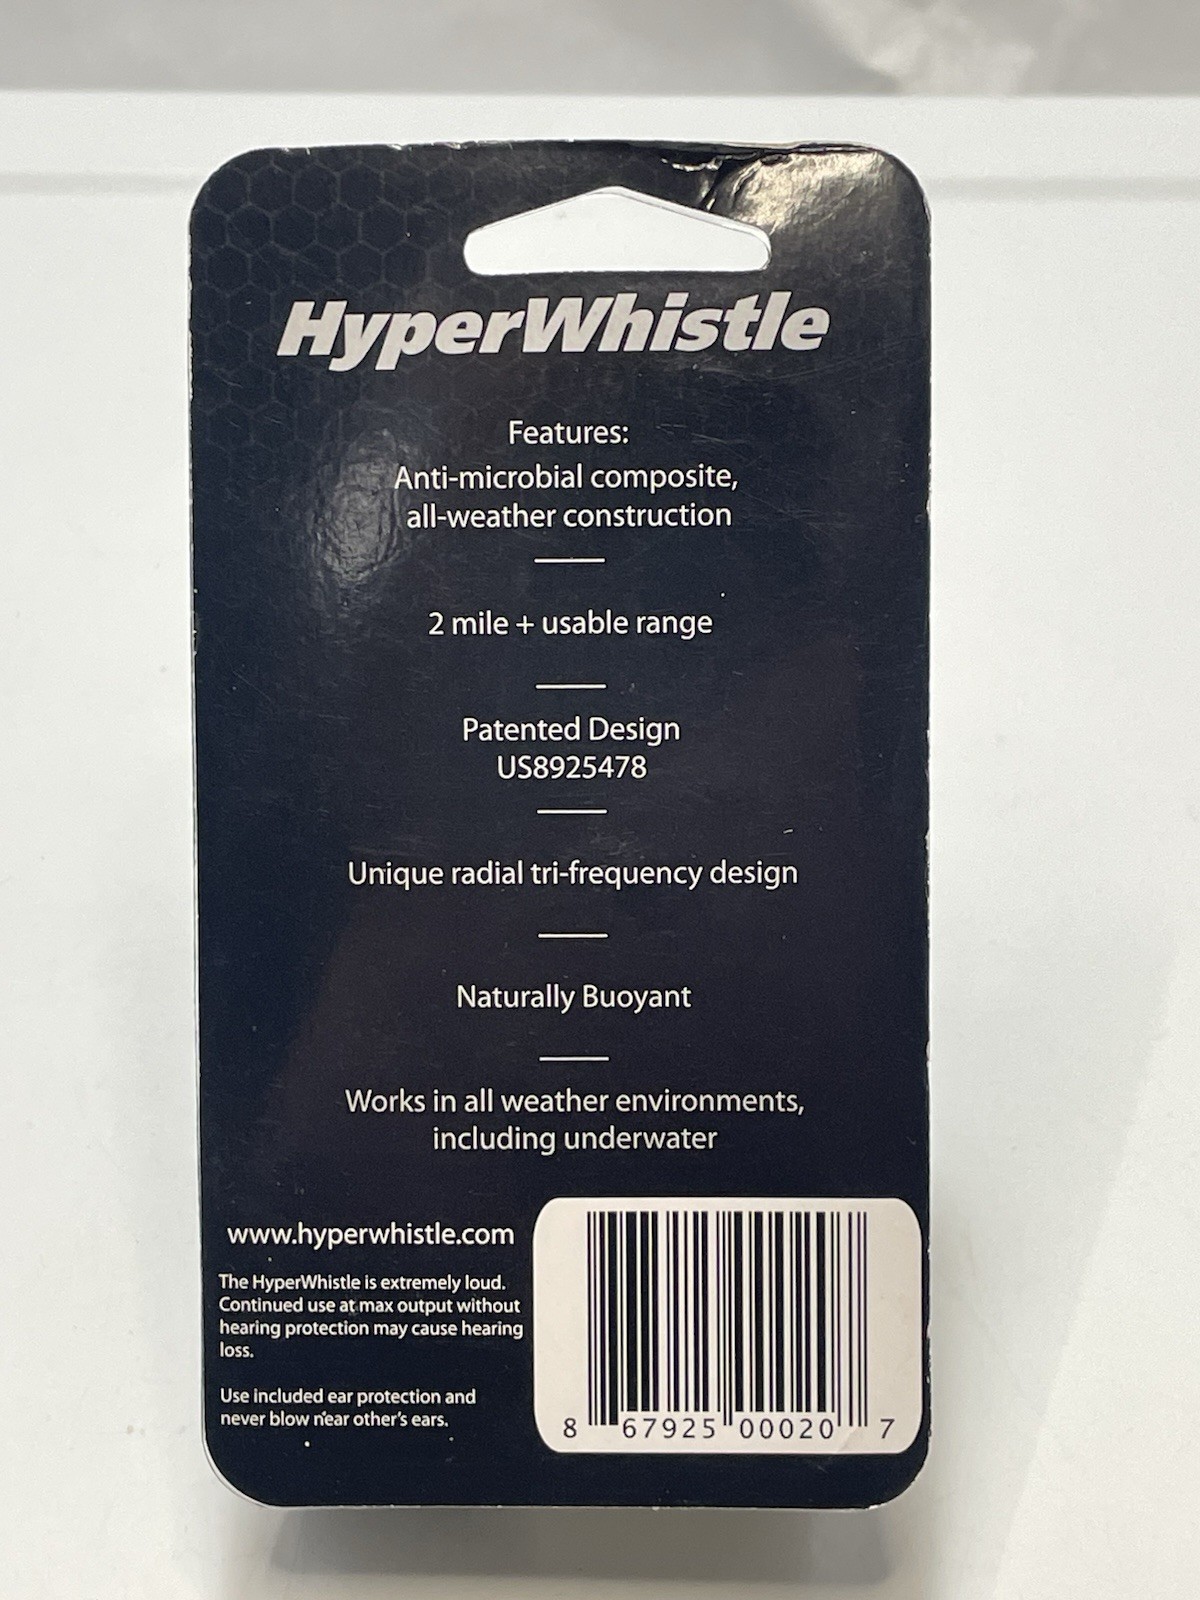 HyperWhistle
Features:
Anti-microbial composite,
all-weather construction
2 mile + usable range
Patented Design
US8925478
Unique radial tri-frequency design
Naturally Buoyant
Works in all weather environments,
including underwater
www.hyperwhistle.com
The HyperWhistle is extremely loud.
Continued use at max output without
hearing protection may cause hearing
loss.
Use included ear protection and
never blow near other's ears.
8 67925 00020 7